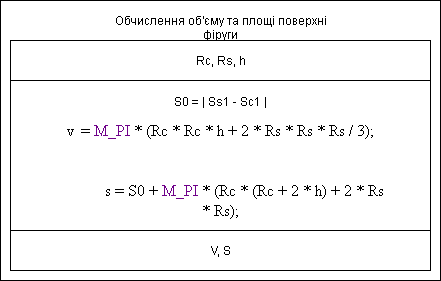 Обчислення об'єму та площі поверхні
фіруги
Rc, Rs, h
S0 = | Ss1 - Sc1 |
v = M_PI * (Rc * Rc * h + 2 * Rs * Rs * Rs / 3);
s = S0 + M_PI * (Rc * (Rc + 2 * h) + 2 * Rs
* Rs);
V, S